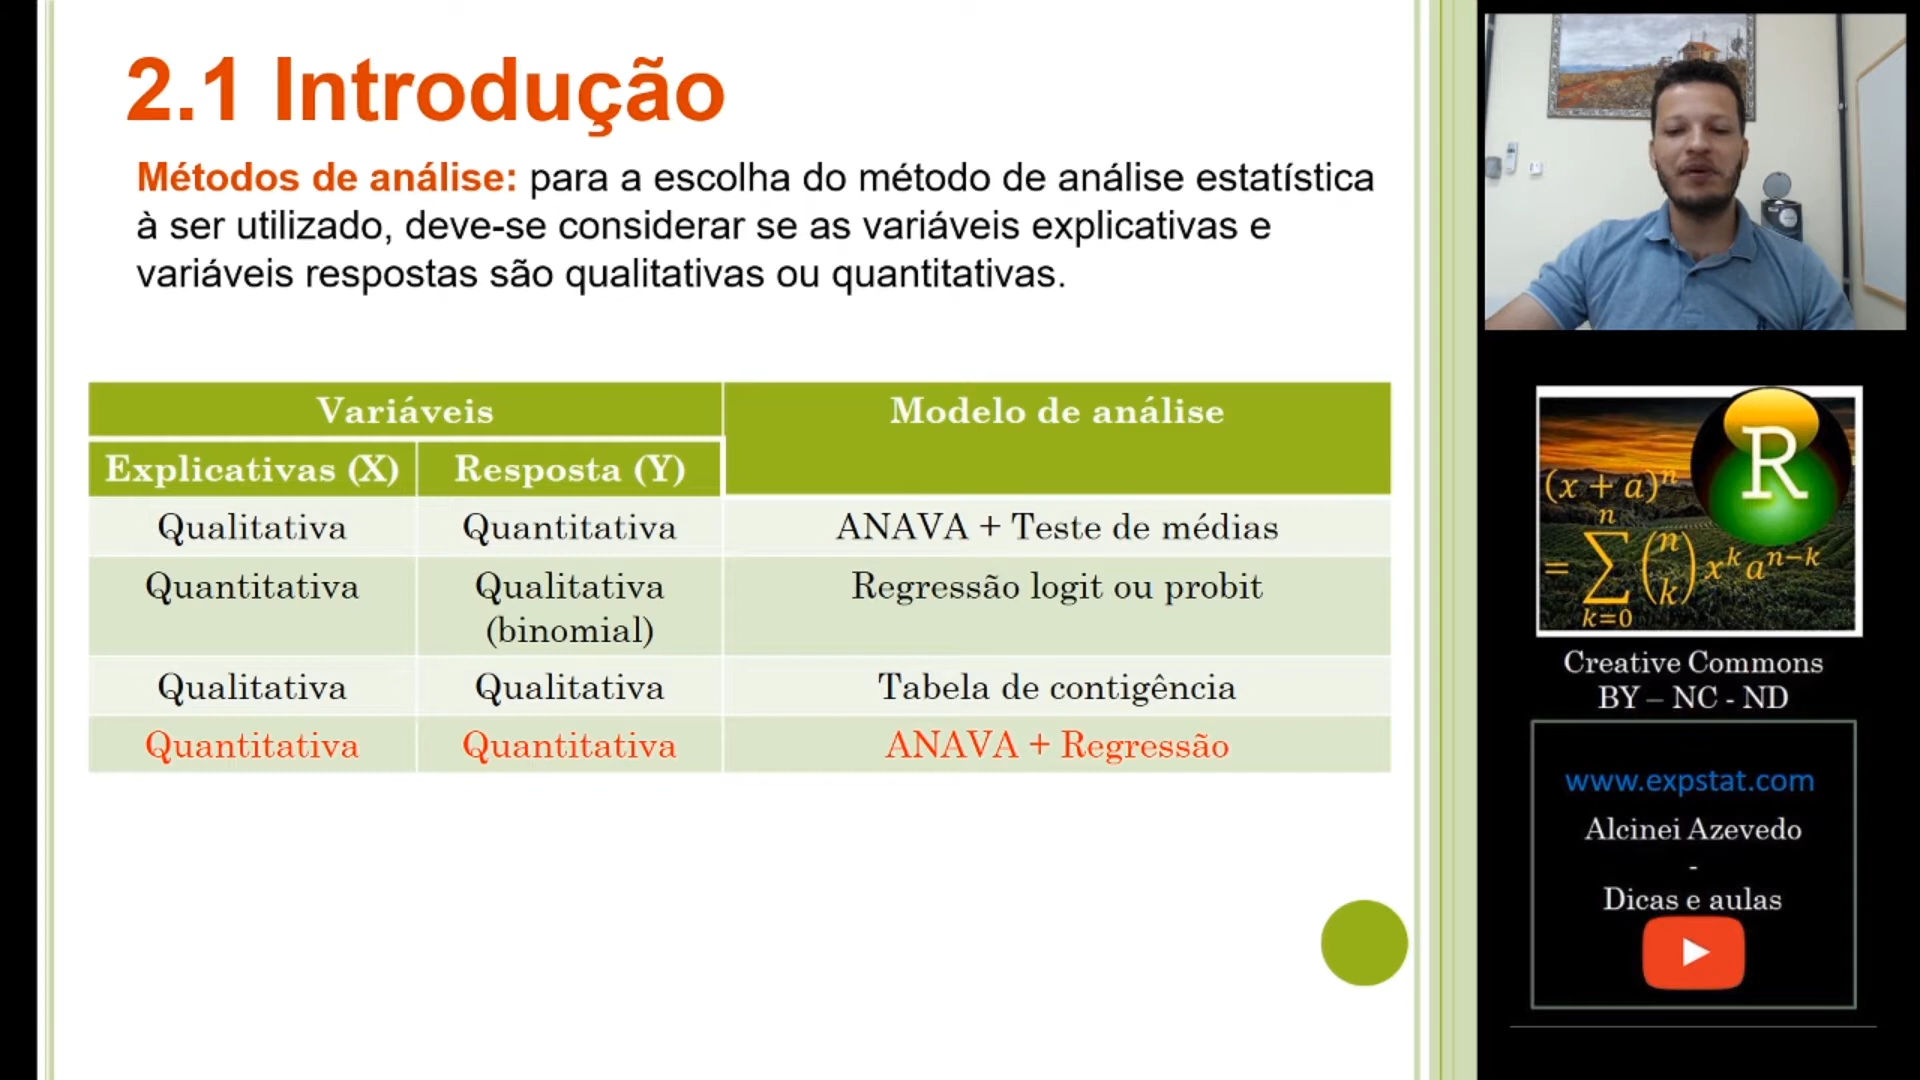 2.1 Introdução
Métodos de análise: para a escolha do método de análise estatística
à ser utilizado, deve-se considerar se as variáveis explicativas e
variáveis respostas são qualitativas ou quantitativas.
Variáveis
Modelo de análise
Explicativas (X)
Resposta (Y)
Qualitativa
Quantitativa
ANAVA + Teste de médias
Quantitativa
Qualitativa
(binomial)
Regressão logit ou probit
Qualitativa
Qualitativa
Tabela de contigência
Quantitativa
Quantitativa
ANAVA + Regressão
R
(x + a)^n
= ∑_{k=0}^{n} (n k) x^k a^{n−k}
Creative Commons
BY – NC - ND
www.expstat.com
Alcinei Azevedo
-
Dicas e aulas